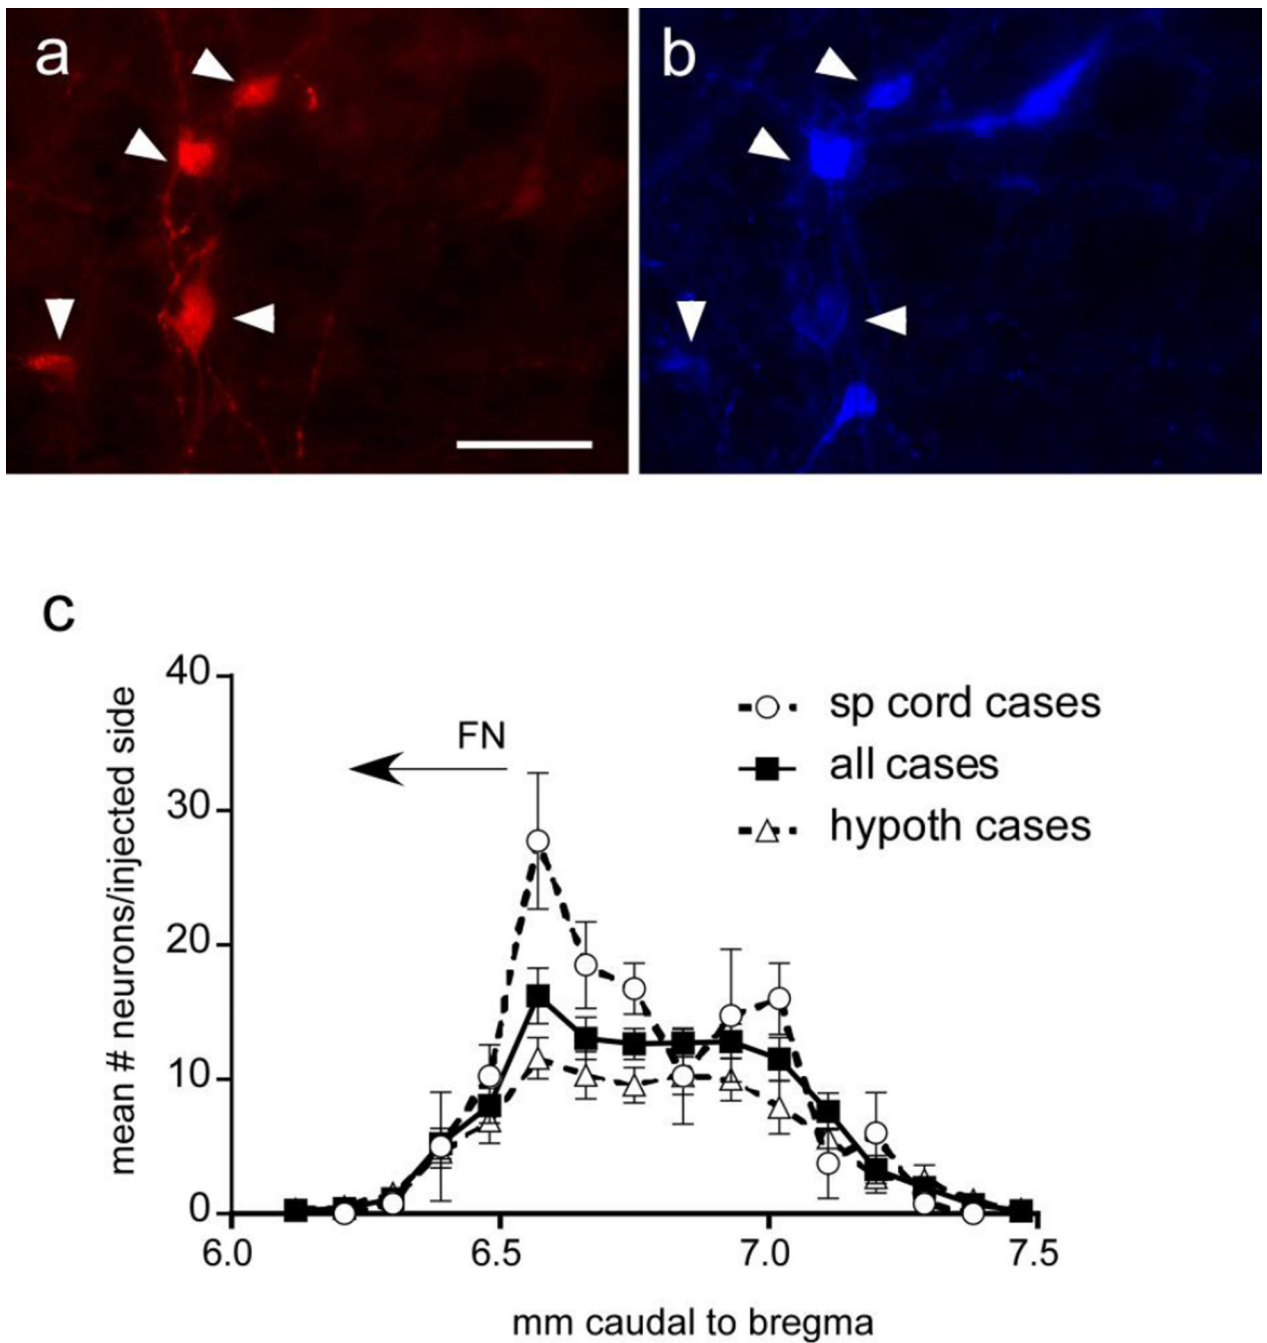 a
b
c
40
30
20
10
0
mean # neurons/injected side
FN
sp cord cases
all cases
hypoth cases
6.0
6.5
7.0
7.5
mm caudal to bregma